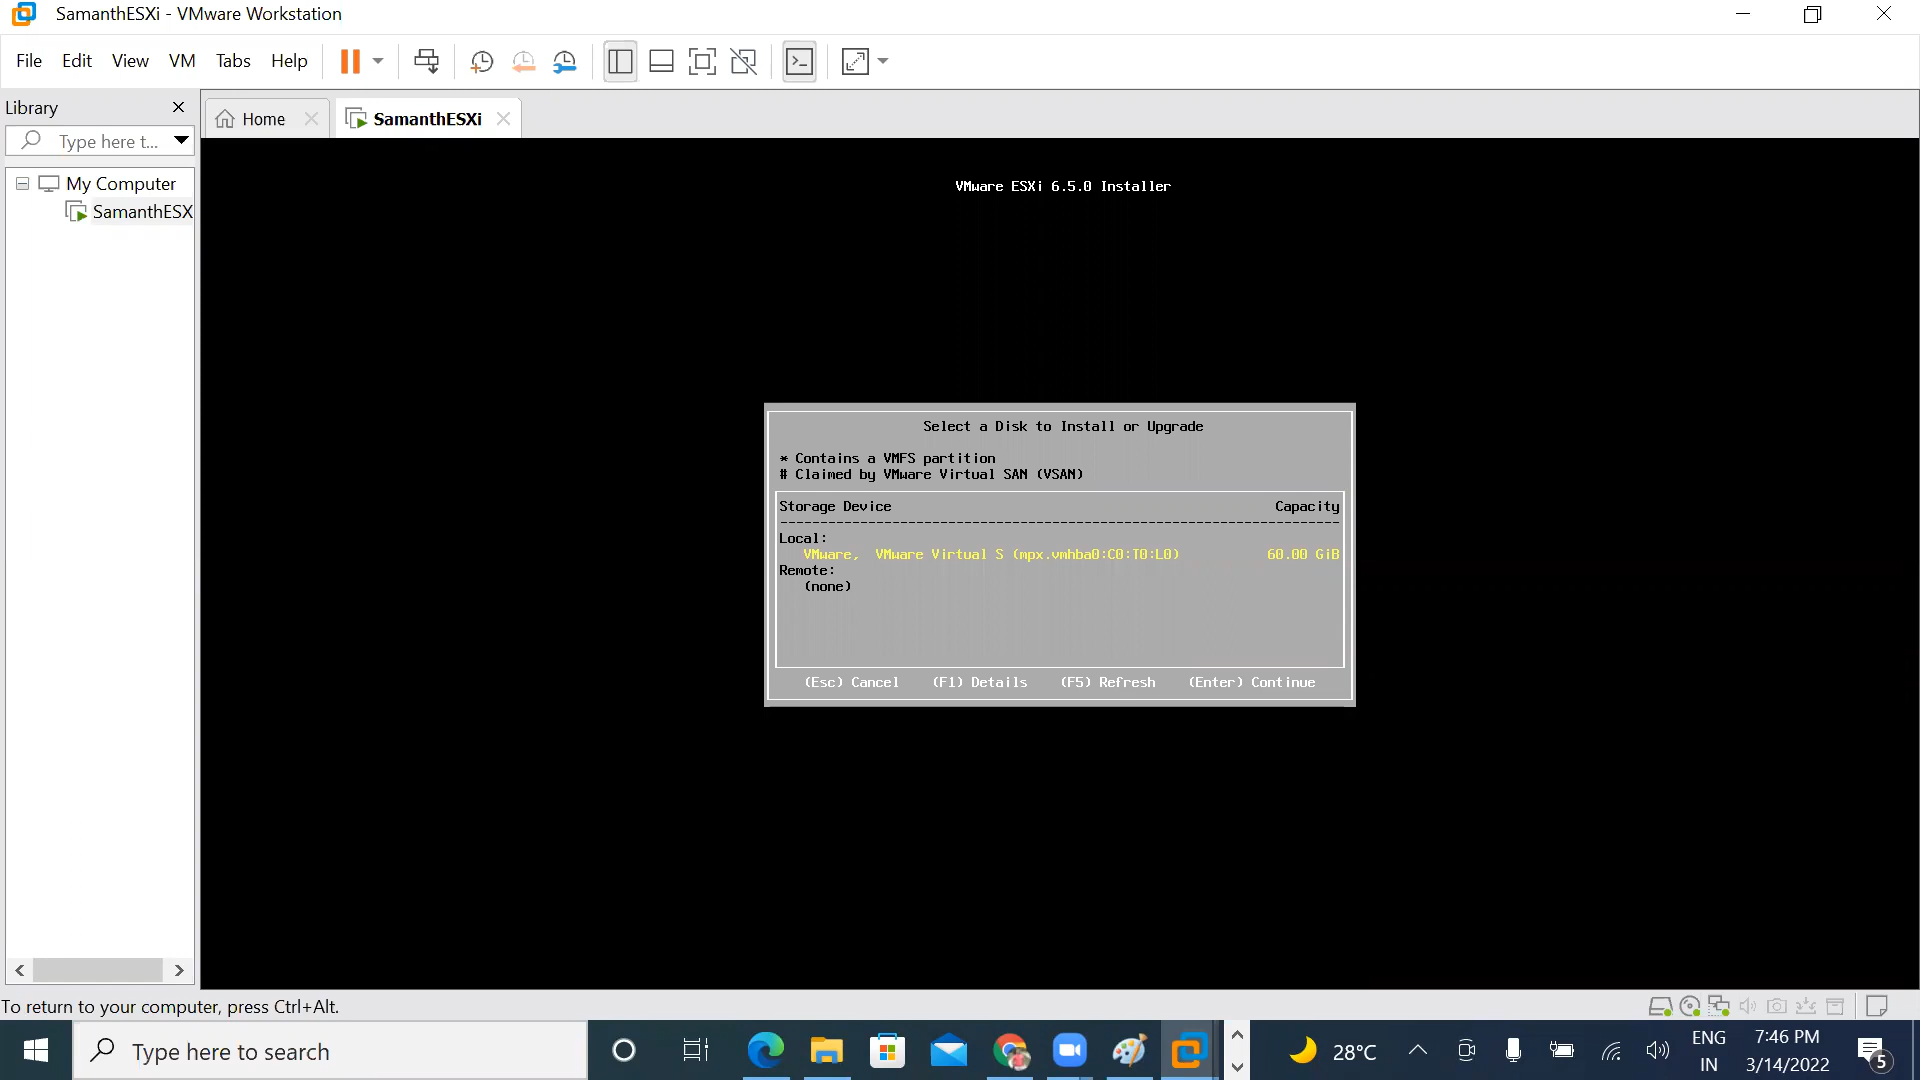 SamanthESXi - VMware Workstation
File Edit View VM Tabs Help
Library
Home
SamanthESXi
Type here t...
My Computer
SamanthESX
VMware ESXi 6.5.0 Installer
Select a Disk to Install or Upgrade
* Contains a VMFS partition
# Claimed by VMware Virtual SAN (VSAN)
Storage Device Capacity
--------------------------------------------------------------------
Local:
VMware,  VMware Virtual S (mpx.vmhba0:C0:T0:L0) 60.00 GiB
Remote:
(none)
(Esc) Cancel (F1) Details (F5) Refresh (Enter) Continue
To return to your computer, press Ctrl+Alt.
Type here to search
28°C
ENG
IN
7:46 PM
3/14/2022
5